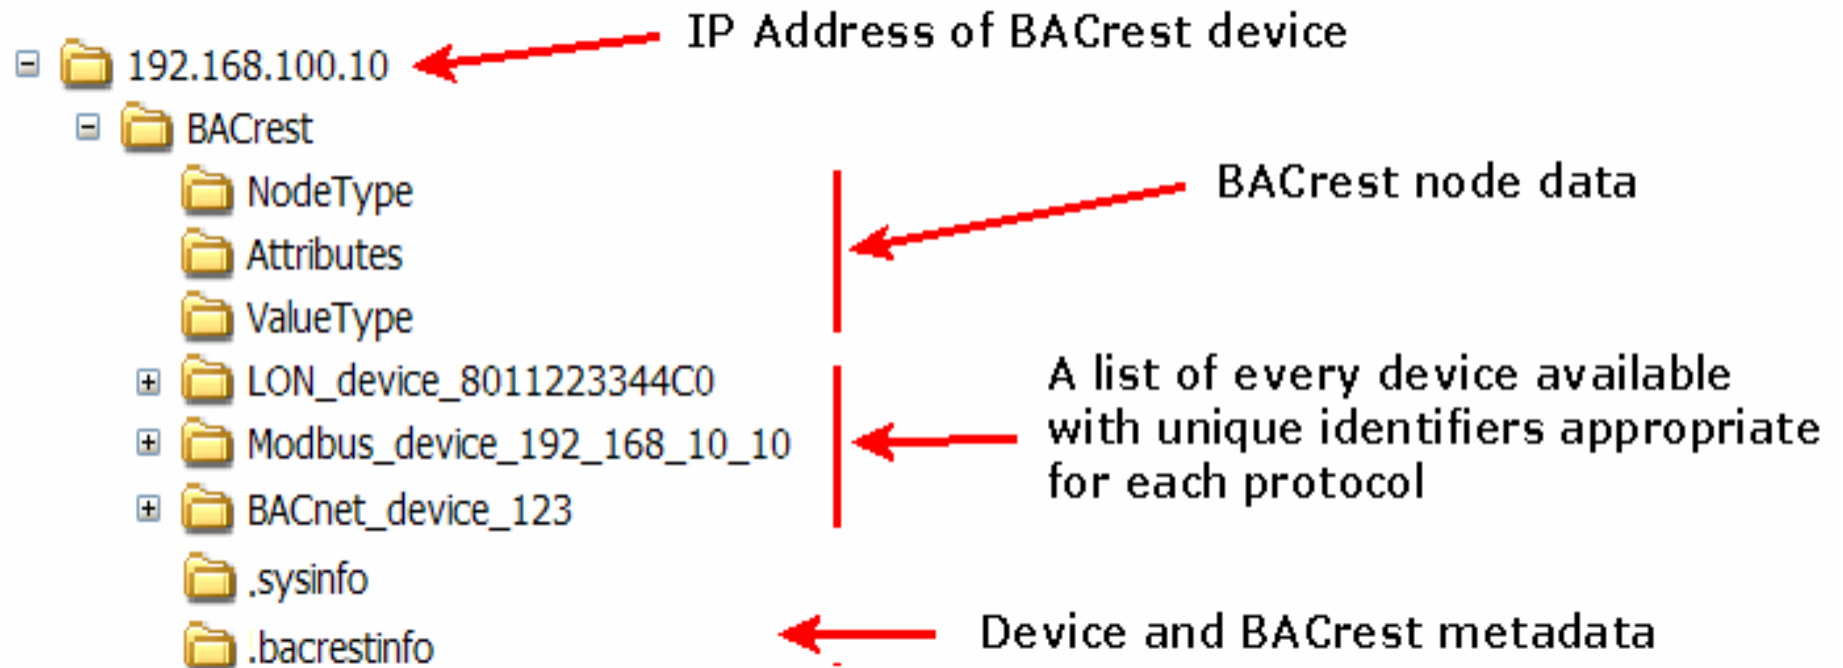 IP Address of BACrest device
192.168.100.10
BACrest
NodeType
BACrest node data
Attributes
ValueType
LON_device_8011223344C0
Modbus_device_192_168_10_10
BACnet_device_123
A list of every device available
with unique identifiers appropriate
for each protocol
.sysinfo
.bacrestinfo
Device and BACrest metadata